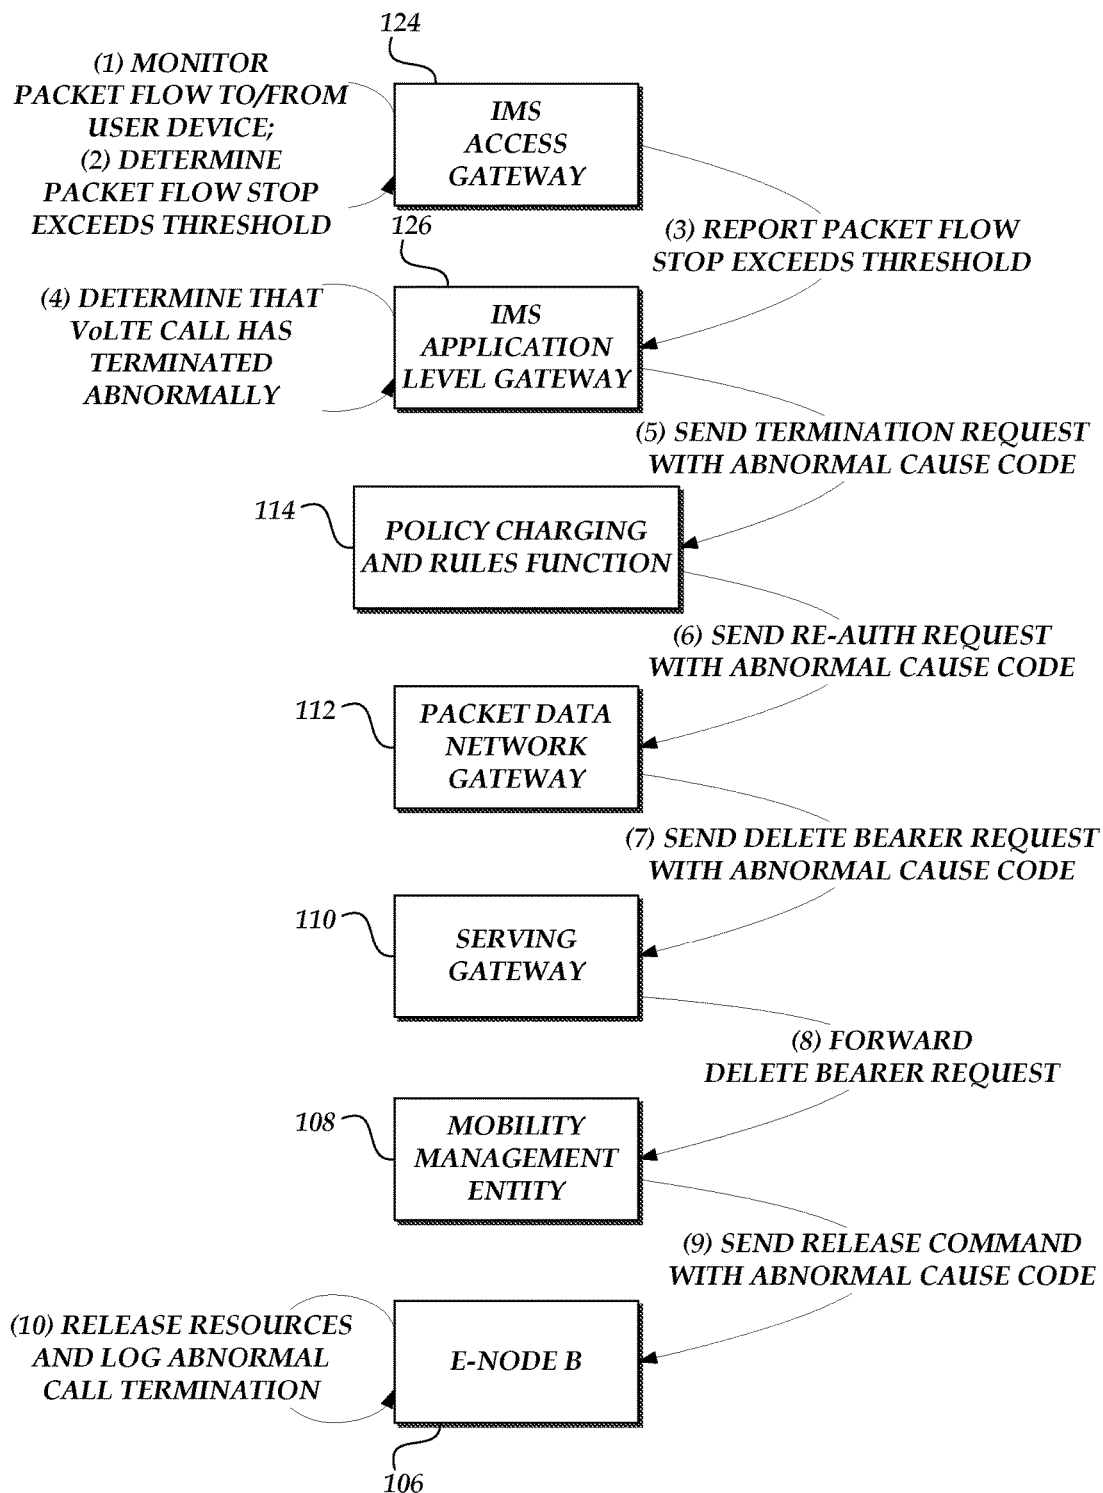 124
(1) MONITOR
PACKET FLOW TO/FROM
USER DEVICE;
(2) DETERMINE
PACKET FLOW STOP
EXCEEDS THRESHOLD
IMS
ACCESS
GATEWAY
(3) REPORT PACKET FLOW
STOP EXCEEDS THRESHOLD
126
(4) DETERMINE THAT
VoLTE CALL HAS
TERMINATED
ABNORMALLY
IMS
APPLICATION
LEVEL GATEWAY
(5) SEND TERMINATION REQUEST
WITH ABNORMAL CAUSE CODE
114
POLICY CHARGING
AND RULES FUNCTION
(6) SEND RE-AUTH REQUEST
WITH ABNORMAL CAUSE CODE
112
PACKET DATA
NETWORK
GATEWAY
(7) SEND DELETE BEARER REQUEST
WITH ABNORMAL CAUSE CODE
110
SERVING
GATEWAY
(8) FORWARD
DELETE BEARER REQUEST
108
MOBILITY
MANAGEMENT
ENTITY
(9) SEND RELEASE COMMAND
WITH ABNORMAL CAUSE CODE
(10) RELEASE RESOURCES
AND LOG ABNORMAL
CALL TERMINATION
E-NODE B
106